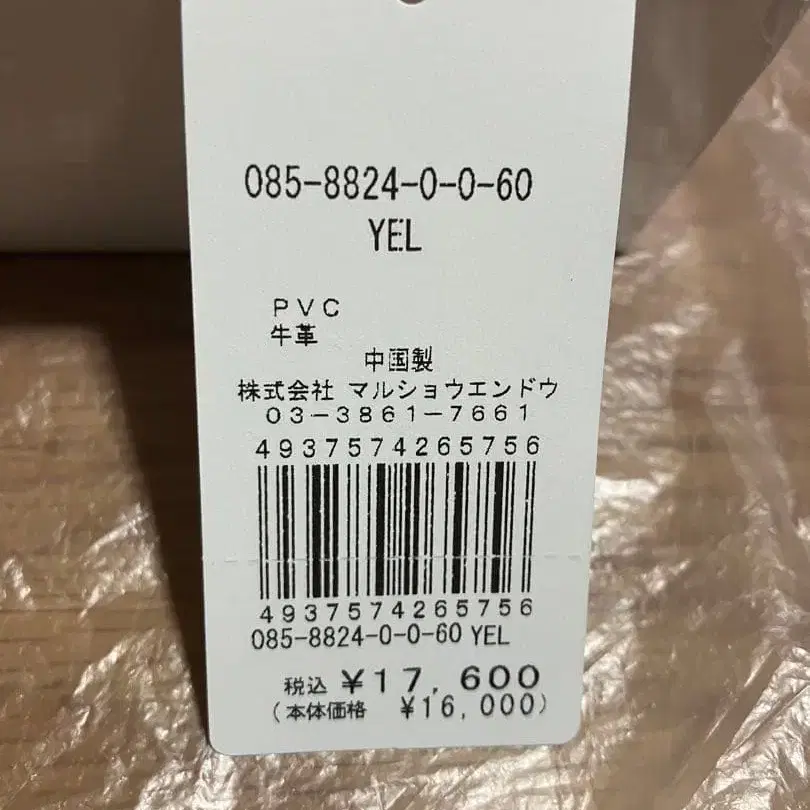 085-8824-0-0-60
YEL
ＰＶＣ
牛革
中国製
株式会社 マルショウエンドウ
０３−３８６１−７６６１
4937574265756
4937574265756
085-8824-0-0-60 YEL
税込 ￥17,600
(本体価格 ￥16,000)